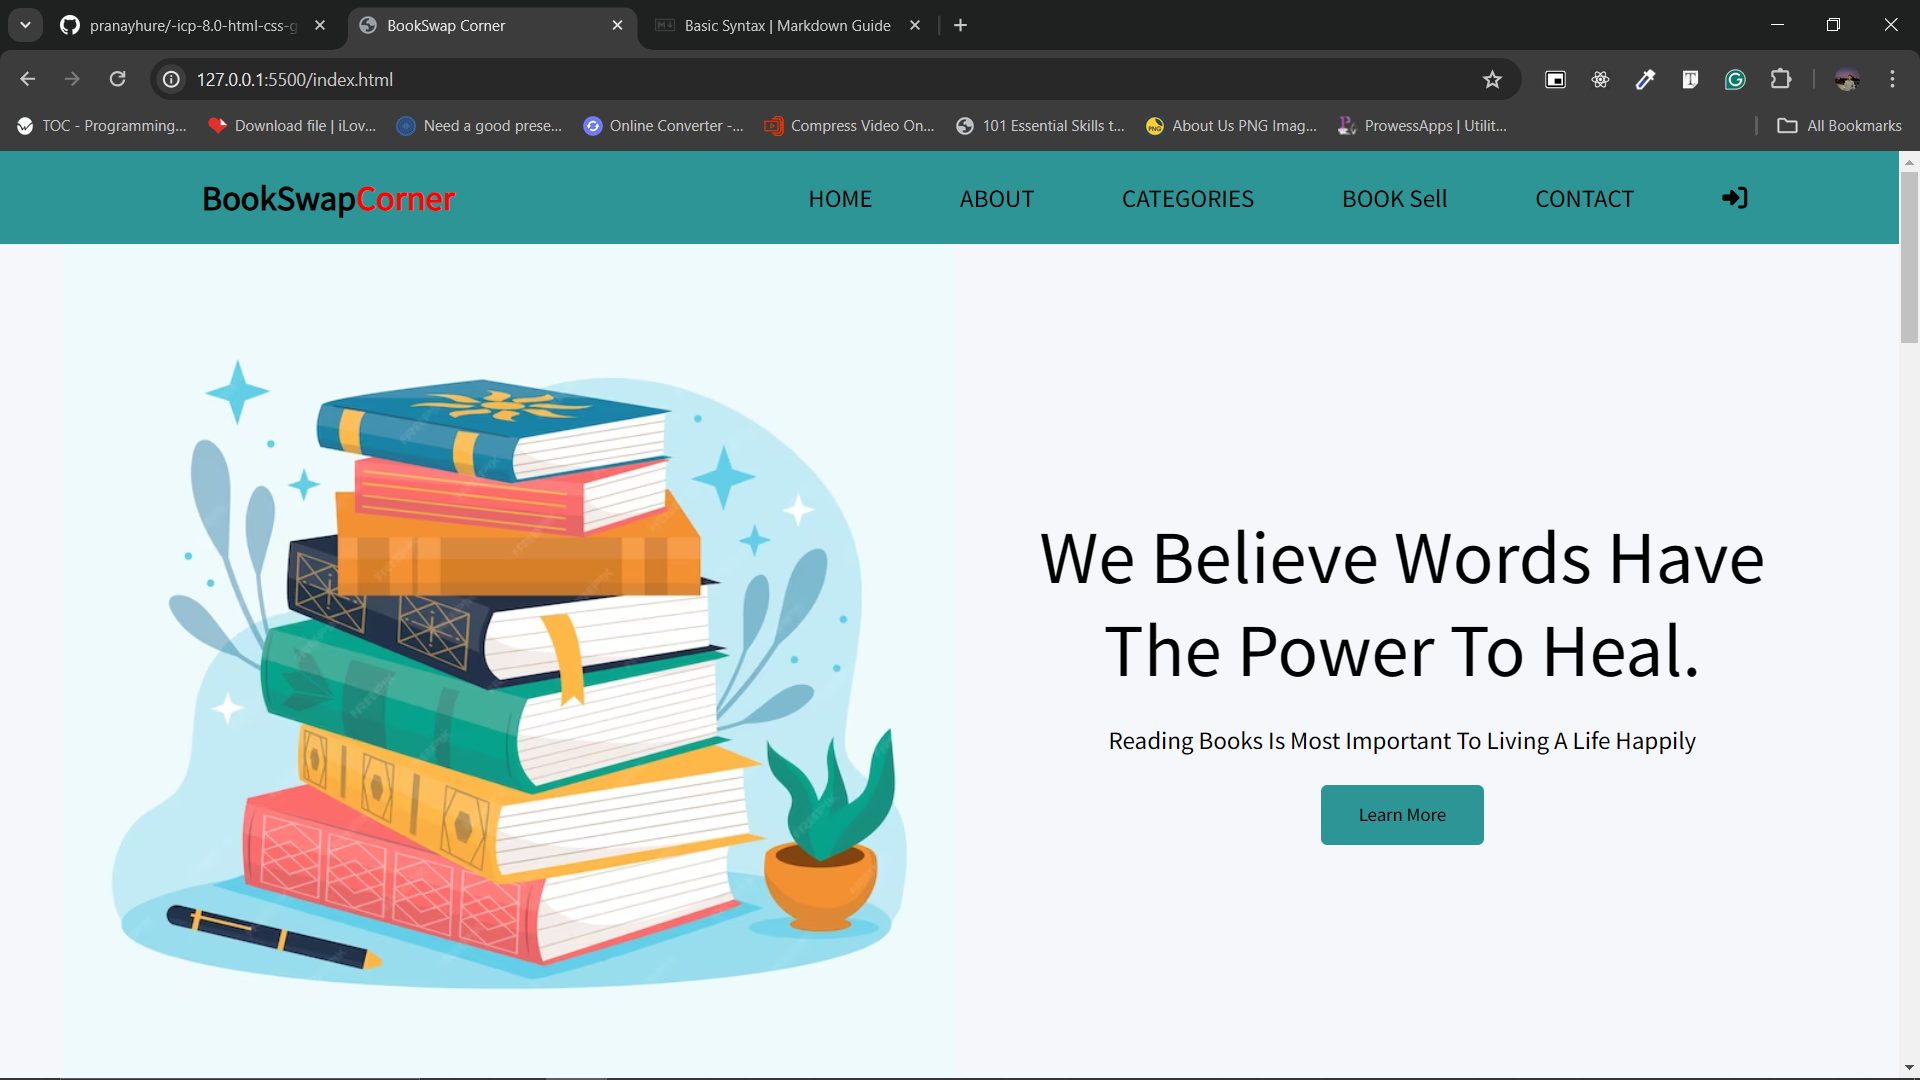 pranayhure/-icp-8.0-html-css-g
BookSwap Corner
Basic Syntax | Markdown Guide
127.0.0.1:5500/index.html
TOC - Programming...
Download file | iLov...
Need a good prese...
Online Converter -...
Compress Video On...
101 Essential Skills t...
About Us PNG Imag...
ProwessApps | Utilit...
All Bookmarks
BookSwapCorner
HOME
ABOUT
CATEGORIES
BOOK Sell
CONTACT
We Believe Words Have
The Power To Heal.
Reading Books Is Most Important To Living A Life Happily
Learn More